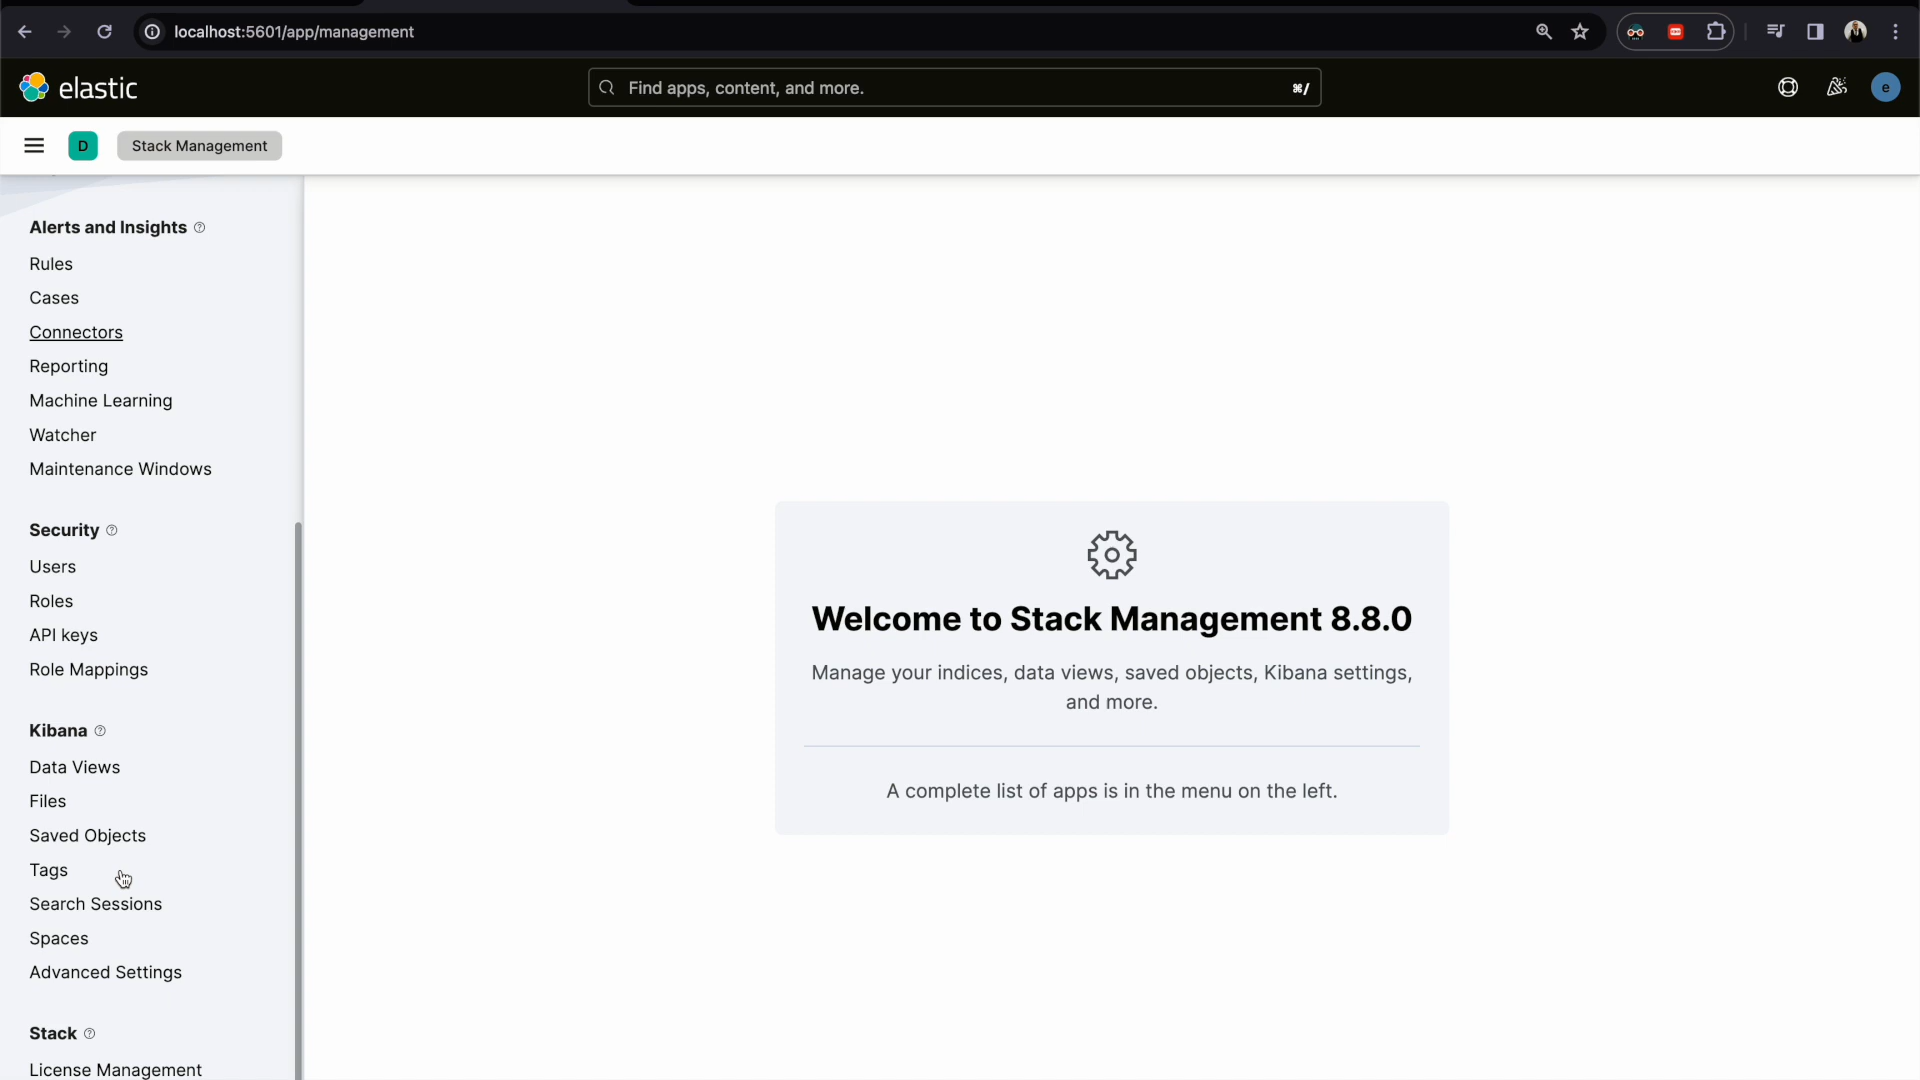 localhost:5601/app/management
elastic
Find apps, content, and more.
⌘/
e
D
Stack Management
Alerts and Insights
Rules
Cases
Connectors
Reporting
Machine Learning
Watcher
Maintenance Windows
Security
Users
Roles
API keys
Role Mappings
Kibana
Data Views
Files
Saved Objects
Tags
Search Sessions
Spaces
Advanced Settings
Stack
License Management
Welcome to Stack Management 8.8.0
Manage your indices, data views, saved objects, Kibana settings,
and more.
A complete list of apps is in the menu on the left.